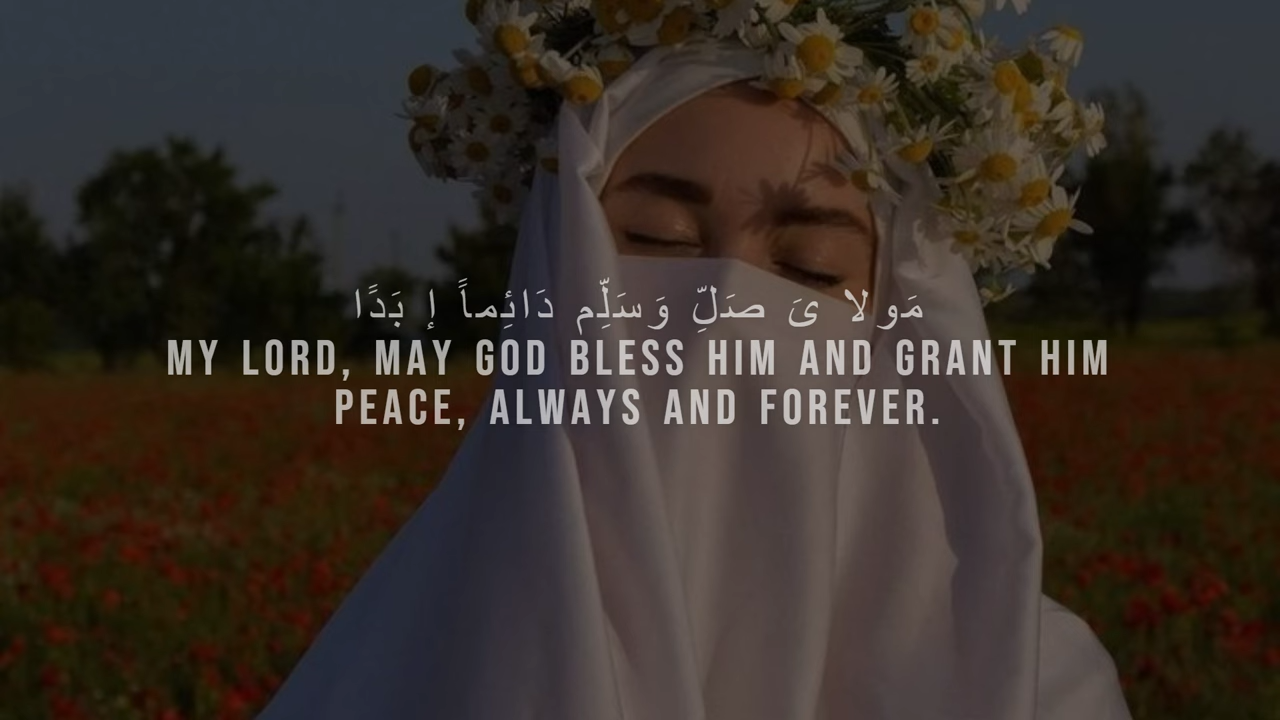 مَولا ىَ صَلِّ وَسَلِّم دَائِماً إ بَدًا
MY LORD, MAY GOD BLESS HIM AND GRANT HIM
PEACE, ALWAYS AND FOREVER.